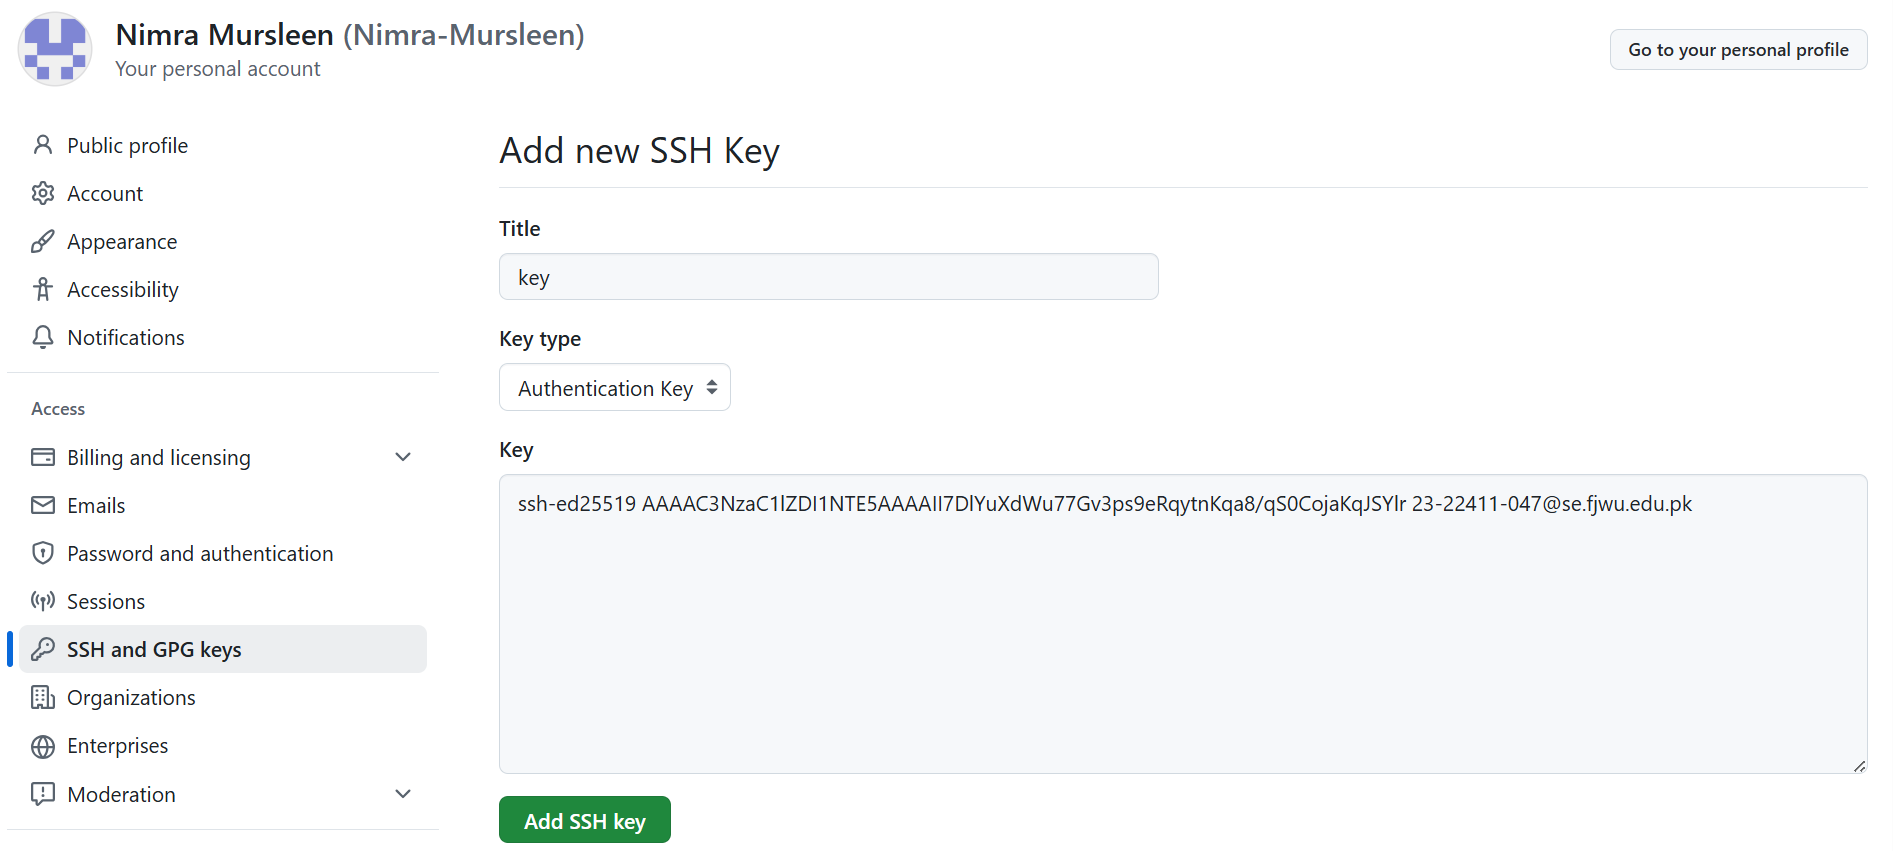 Nimra Mursleen (Nimra-Mursleen)
Your personal account
Go to your personal profile
Public profile
Account
Appearance
Accessibility
Notifications
Access
Billing and licensing
Emails
Password and authentication
Sessions
SSH and GPG keys
Organizations
Enterprises
Moderation
Add new SSH Key
Title
key
Key type
Authentication Key
Key
ssh-ed25519 AAAAC3NzaC1lZDI1NTE5AAAAII7DlYuXdWu77Gv3ps9eRqytnKqa8/qS0CojaKqJSYlr 23-22411-047@se.fjwu.edu.pk
Add SSH key